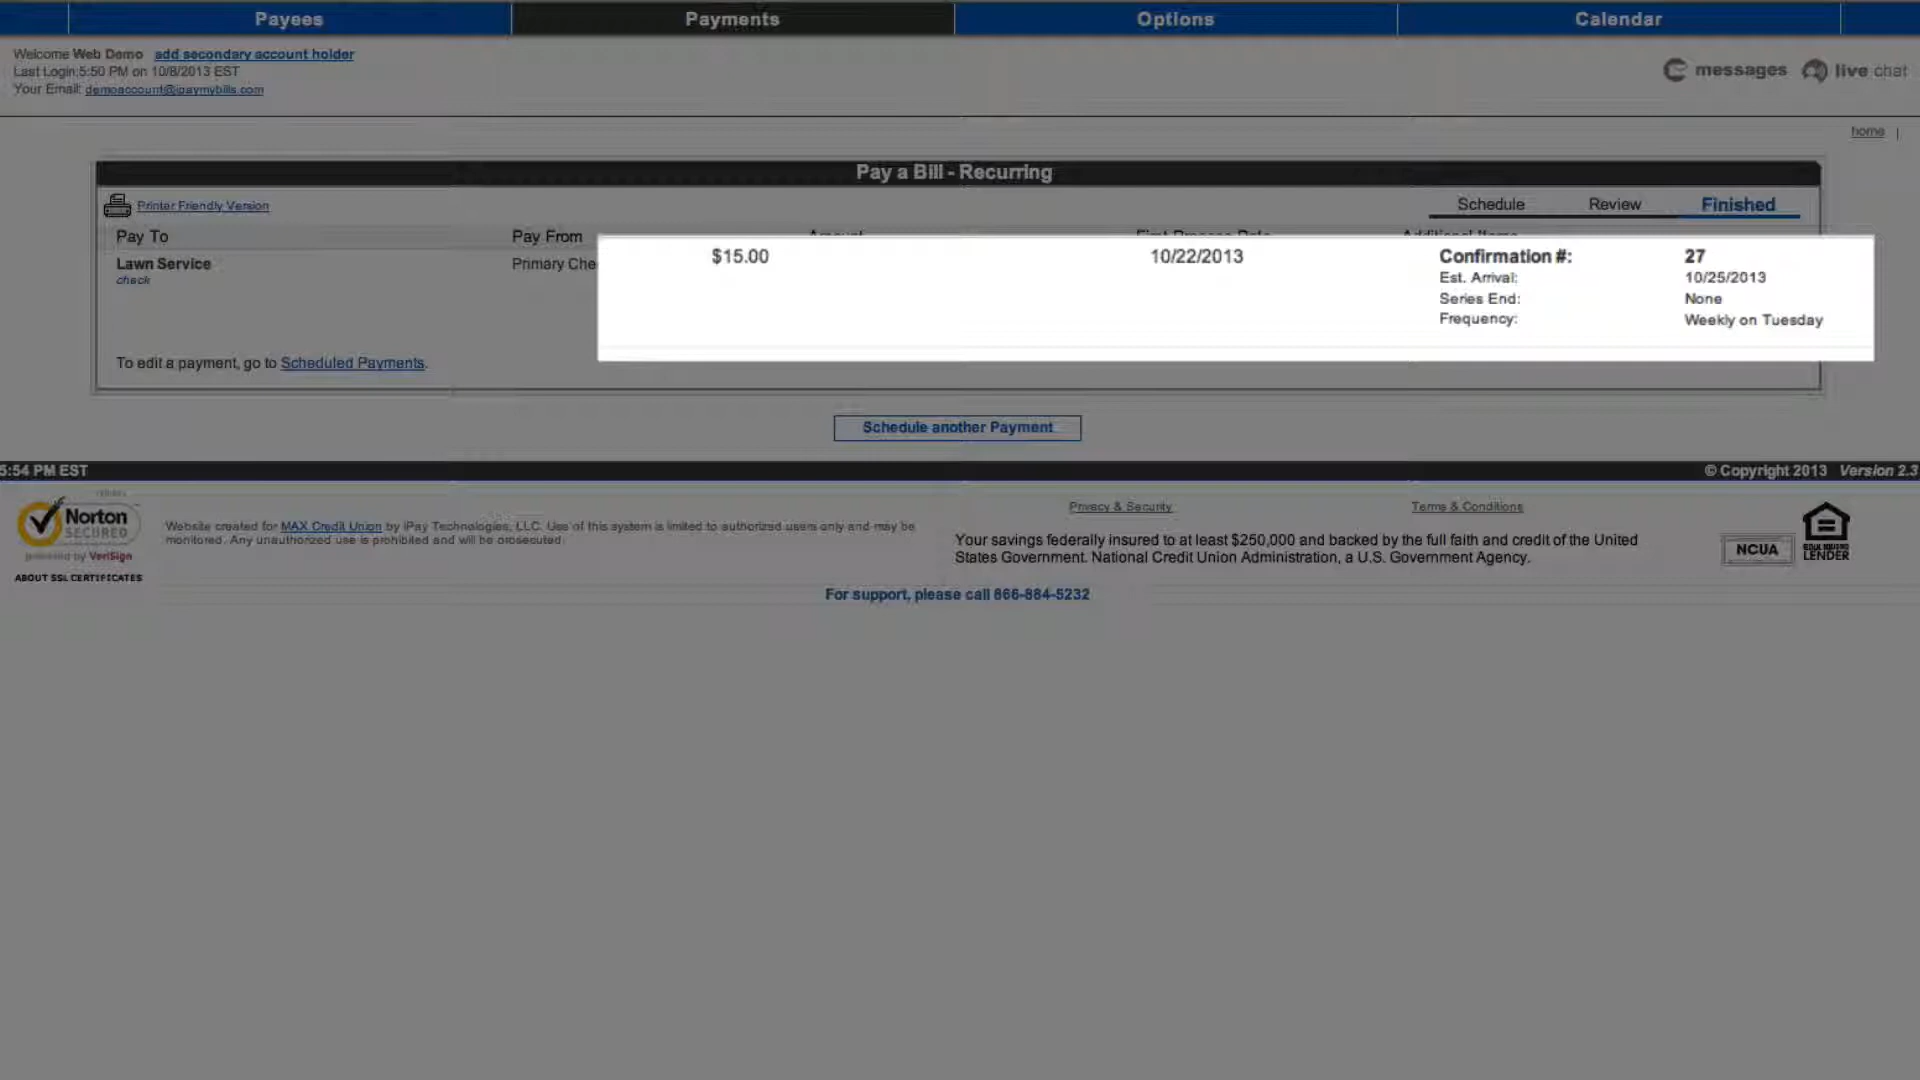 Payees Payments Options Calendar
Welcome Web Demo add secondary account holder
Last Login:5:50 PM on 10/8/2013 EST
Your Email: demoaccount@ipaymybills.com
messages live chat
home |
Pay a Bill - Recurring
Printer Friendly Version
Schedule Review Finished
Pay To Pay From Amount First Process Date Additional Items
Lawn Service Primary Che $15.00 10/22/2013 Confirmation #: 27
check
Est. Arrival: 10/25/2013
Series End: None
Frequency: Weekly on Tuesday
To edit a payment, go to Scheduled Payments.
Schedule another Payment
5:54 PM EST © Copyright 2013 Version 2.3
Norton
SECURED
powered by VeriSign
ABOUT SSL CERTIFICATES
Website created for MAX Credit Union by iPay Technologies, LLC. Use of this system is limited to authorized users only and may be
monitored. Any unauthorized use is prohibited and will be prosecuted.
Privacy & Security Terms & Conditions
Your savings federally insured to at least $250,000 and backed by the full faith and credit of the United
States Government. National Credit Union Administration, a U.S. Government Agency.
NCUA
EQUAL HOUSING
LENDER
For support, please call 866-884-5232